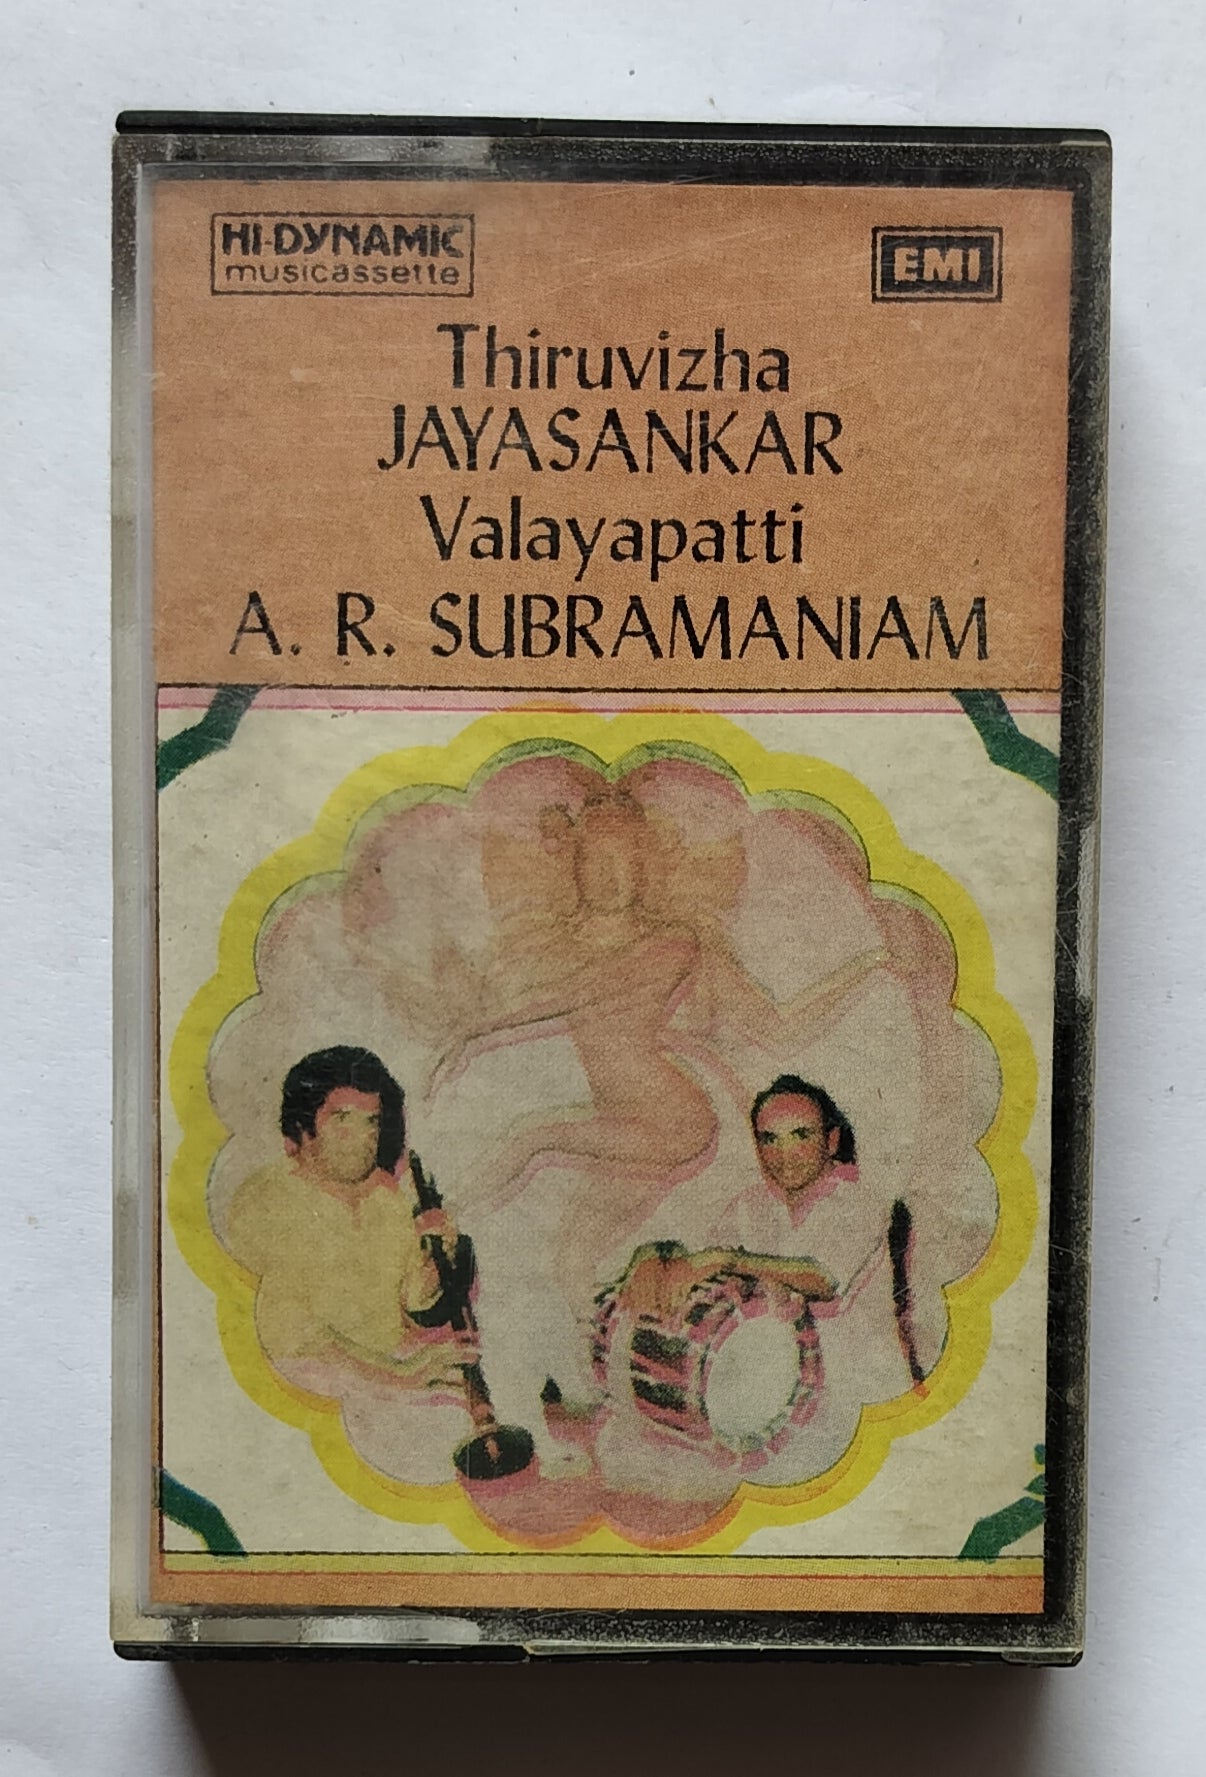 HI-DYNAMIC
musicassette
EMI
Thiruvizha
JAYASANKAR
Valayapatti
A. R. SUBRAMANIAM